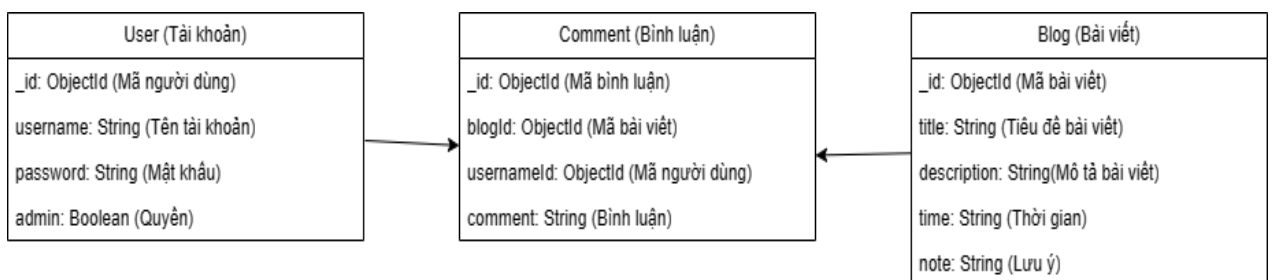 User (Tài khoản)
_id: ObjectId (Mã người dùng)
username: String (Tên tài khoản)
password: String (Mật khẩu)
admin: Boolean (Quyền)
Comment (Bình luận)
_id: ObjectId (Mã bình luận)
blogId: ObjectId (Mã bài viết)
usernameId: ObjectId (Mã người dùng)
comment: String (Bình luận)
Blog (Bài viết)
_id: ObjectId (Mã bài viết)
title: String (Tiêu đề bài viết)
description: String(Mô tả bài viết)
time: String (Thời gian)
note: String (Lưu ý)